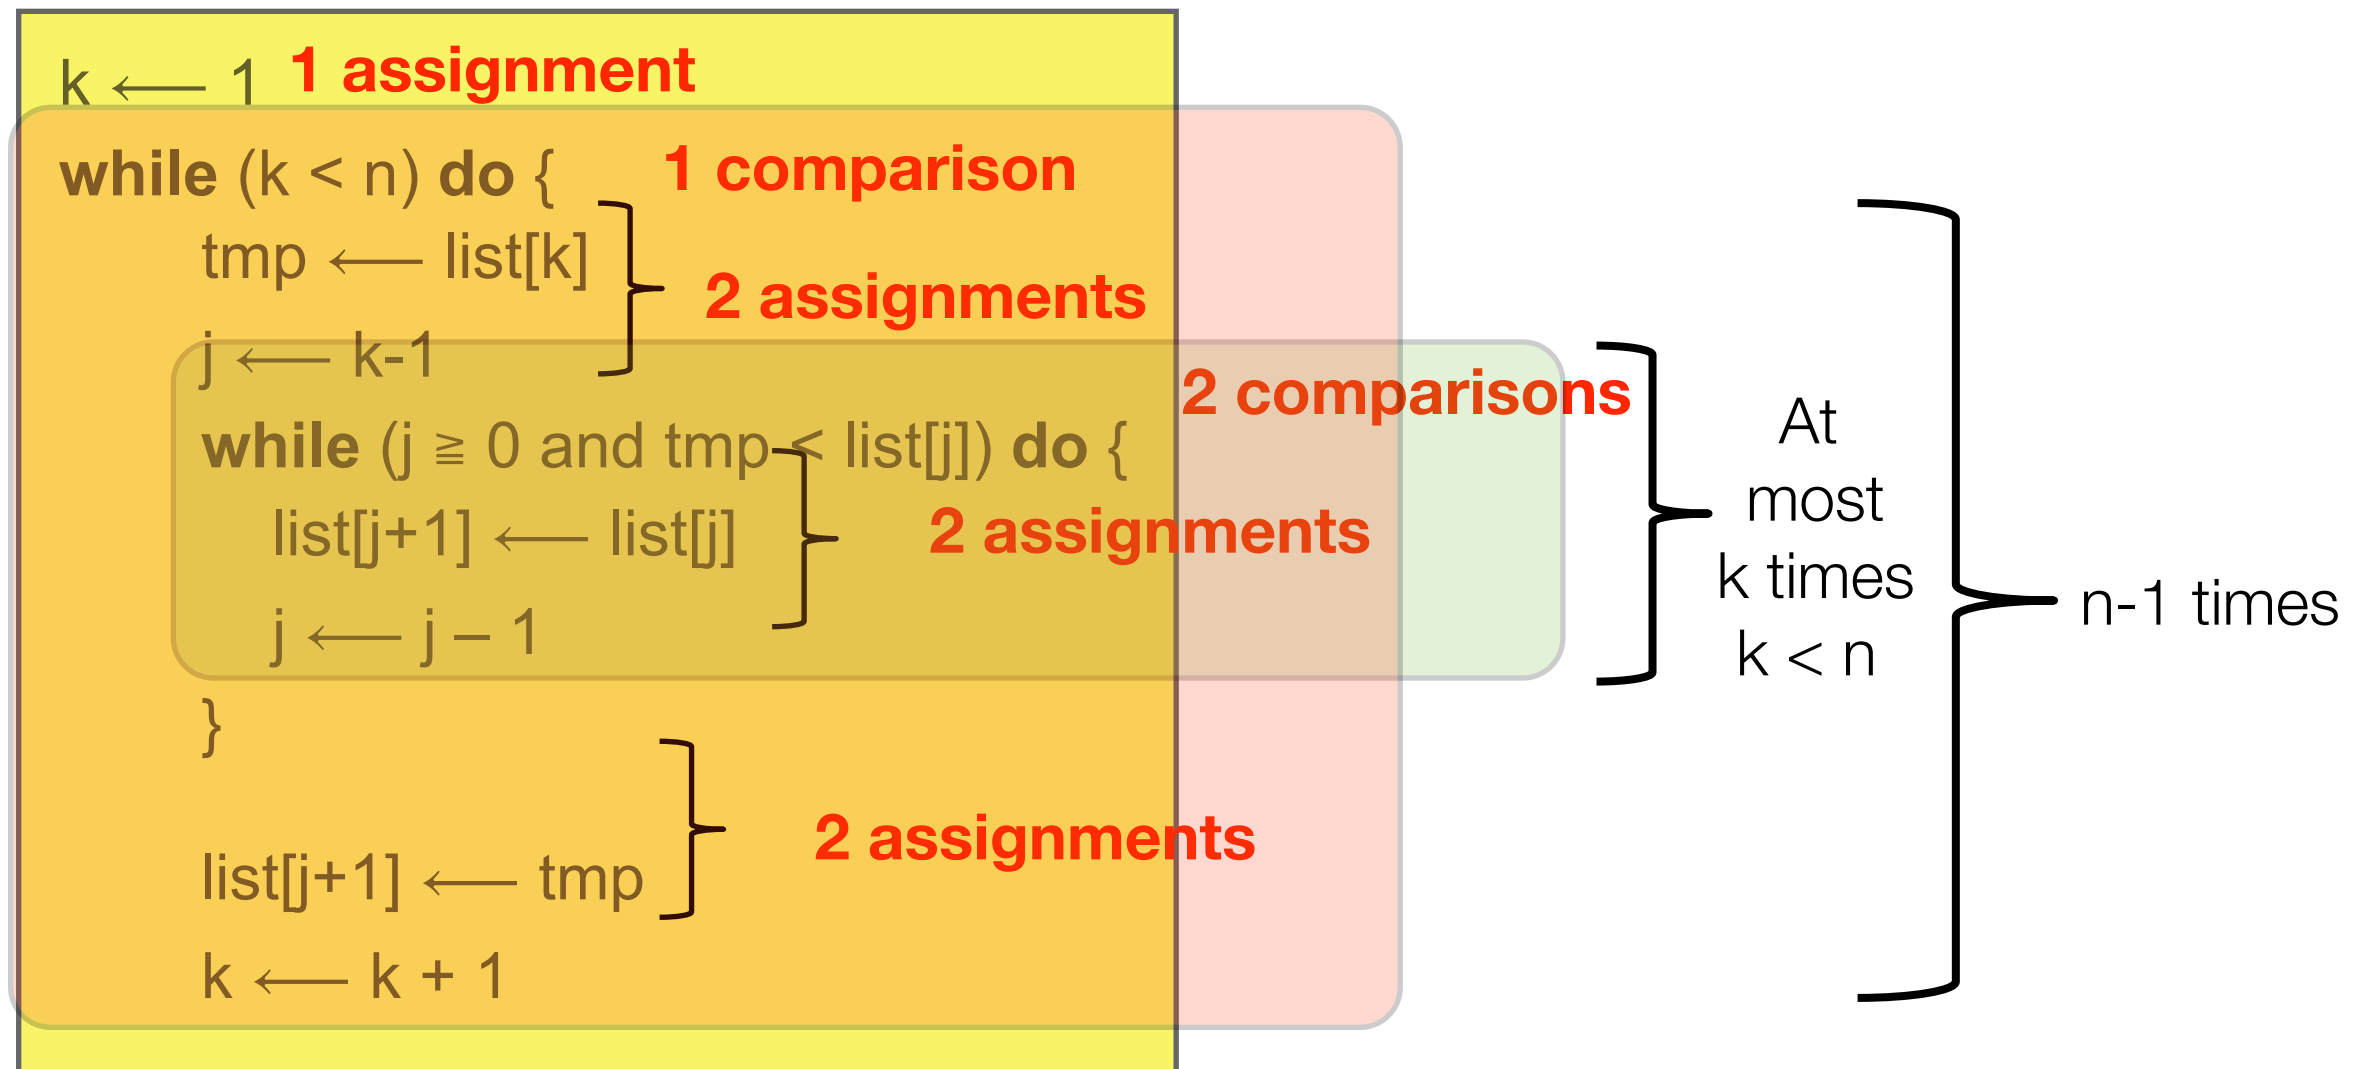 k ⟵ 1 1 assignment
while (k < n) do { 1 comparison
tmp ⟵ list[k]
2 assignments
j ⟵ k-1
2 comparisons
while (j ≧ 0 and tmp < list[j]) do {
list[j+1] ⟵ list[j] 2 assignments
j ⟵ j – 1
}
2 assignments
list[j+1] ⟵ tmp
k ⟵ k + 1
At
most
k times
k < n
n-1 times